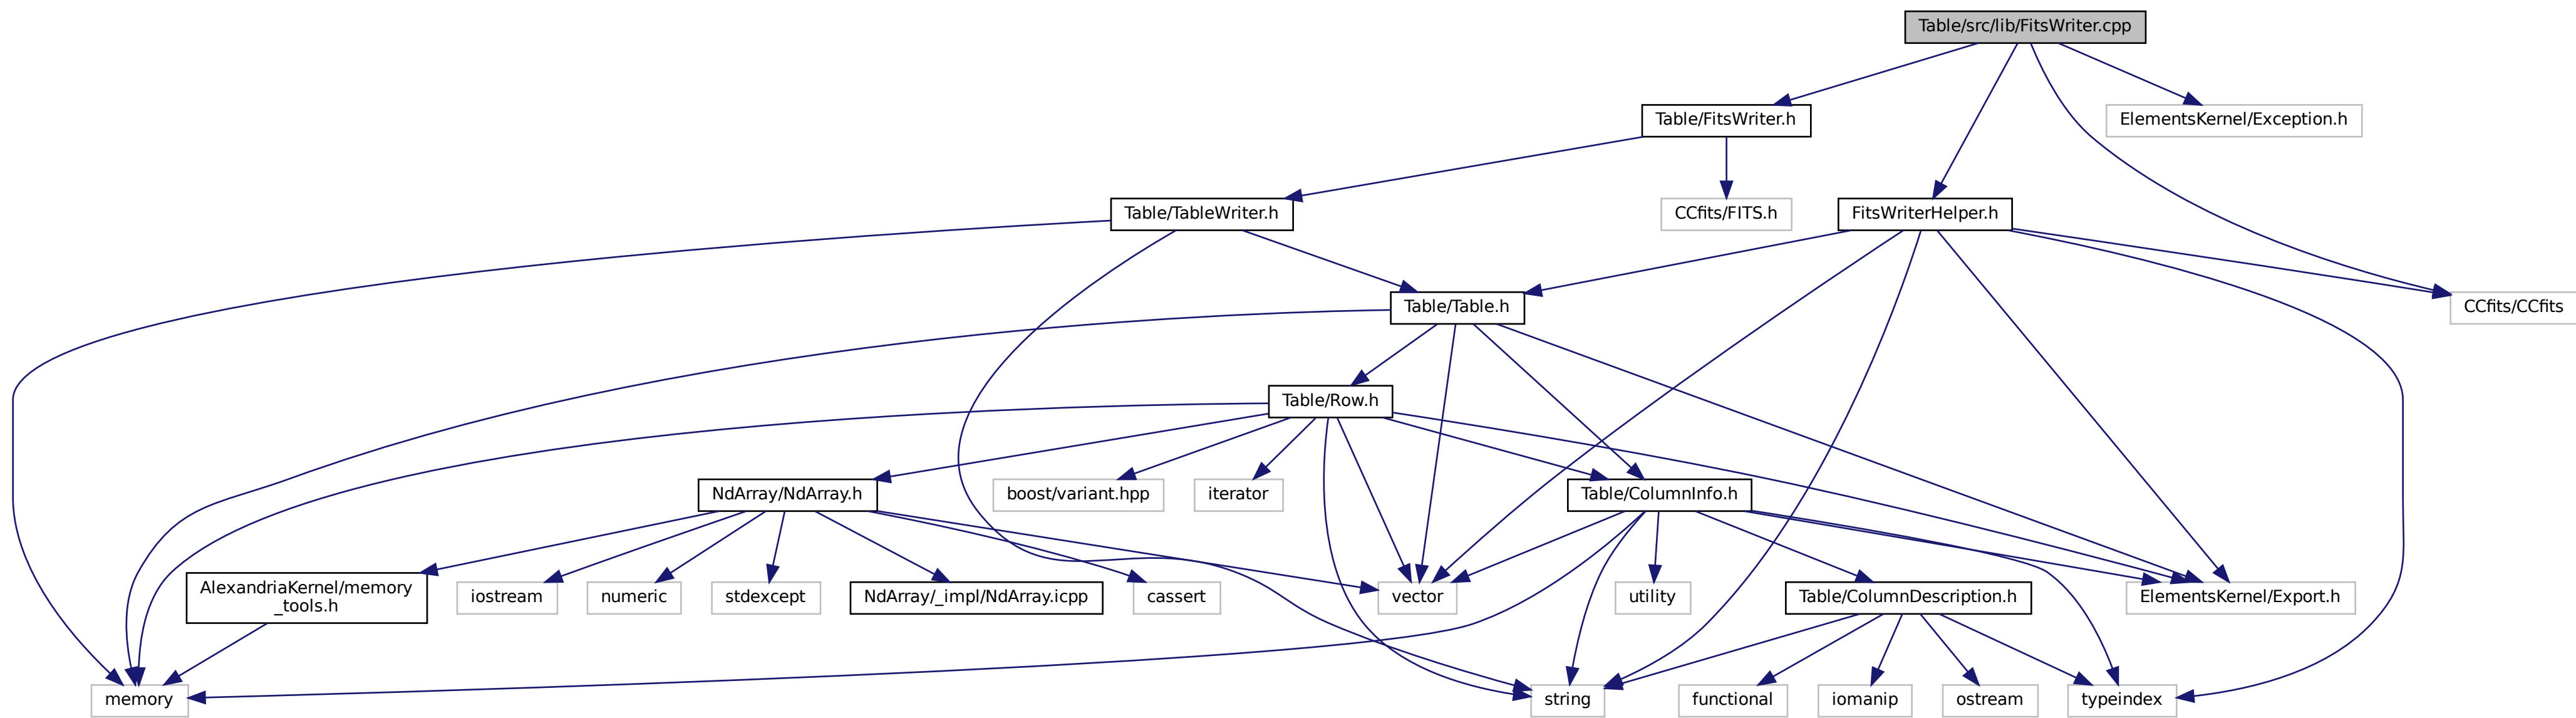 Table/src/lib/FitsWriter.cpp
Table/FitsWriter.h
ElementsKernel/Exception.h
Table/TableWriter.h
CCfits/FITS.h
FitsWriterHelper.h
Table/Table.h
CCfits/CCfits
Table/Row.h
NdArray/NdArray.h
boost/variant.hpp
iterator
Table/ColumnInfo.h
AlexandriaKernel/memory
_tools.h
iostream
numeric
stdexcept
NdArray/_impl/NdArray.icpp
cassert
vector
utility
Table/ColumnDescription.h
ElementsKernel/Export.h
memory
string
functional
iomanip
ostream
typeindex